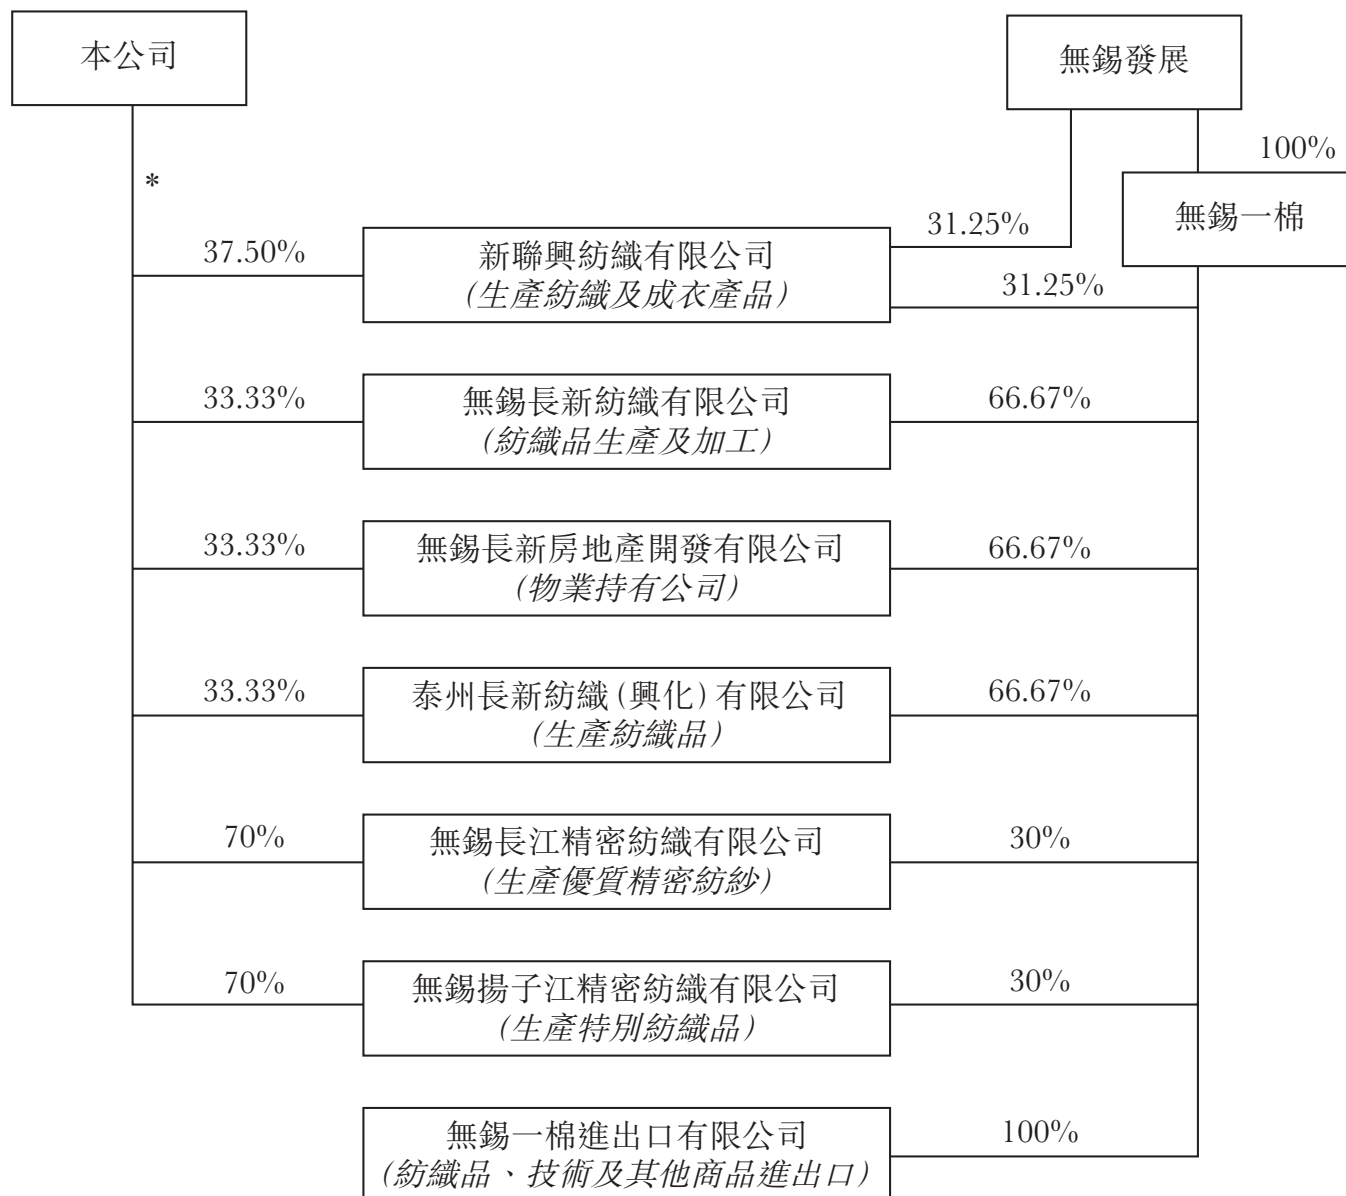 本公司
無錫發展
100%
*
無錫一棉
37.50%
新聯興紡織有限公司
(生產紡織及成衣產品)
31.25%
31.25%
33.33%
無錫長新紡織有限公司
(紡織品生產及加工)
66.67%
33.33%
無錫長新房地產開發有限公司
(物業持有公司)
66.67%
33.33%
泰州長新紡織(興化)有限公司
(生產紡織品)
66.67%
70%
無錫長江精密紡織有限公司
(生產優質精密紡紗)
30%
70%
無錫揚子江精密紡織有限公司
(生產特別紡織品)
30%
無錫一棉進出口有限公司
(紡織品、技術及其他商品進出口)
100%